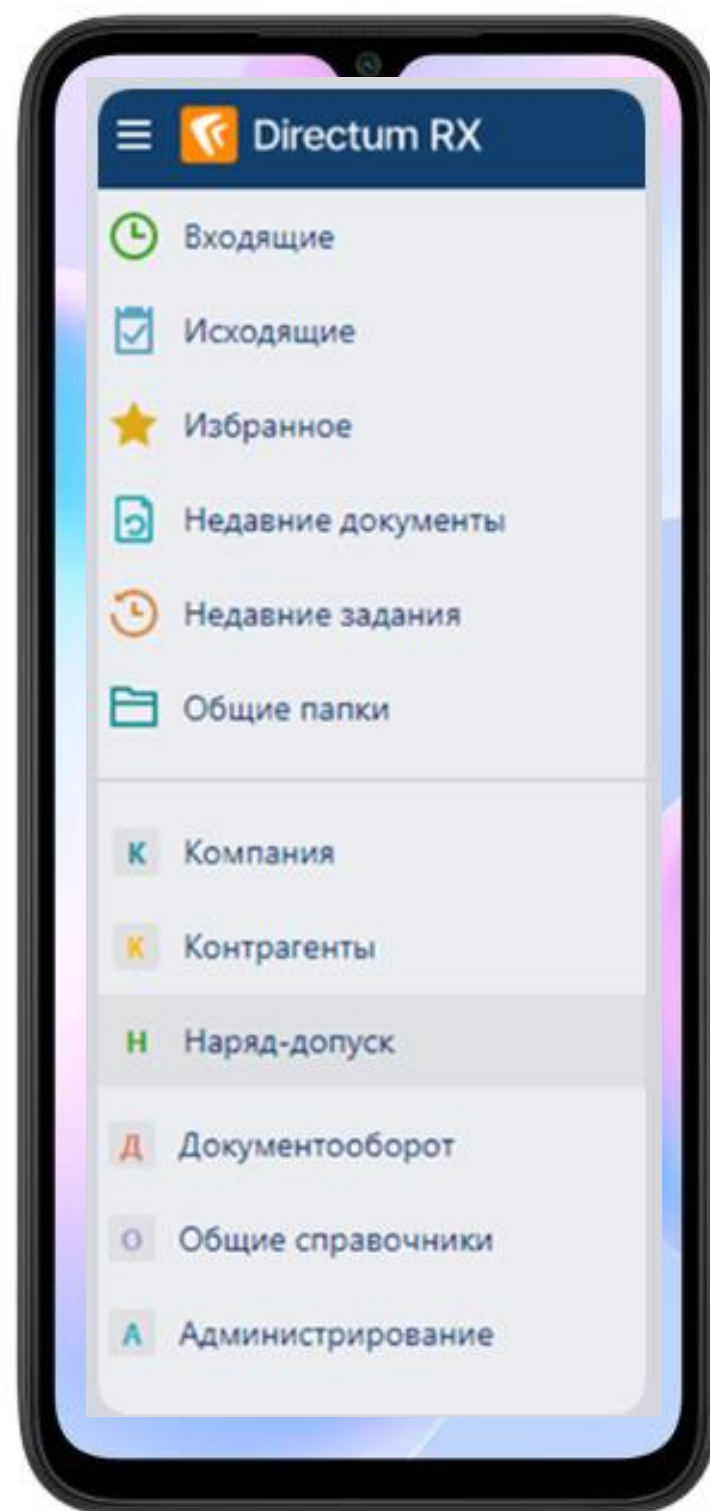 Directum RX
Входящие
Исходящие
Избранное
Недавние документы
Недавние задания
Общие папки
К Компания
К Контрагенты
Н Наряд-допуск
Д Документооборот
О Общие справочники
А Администрирование